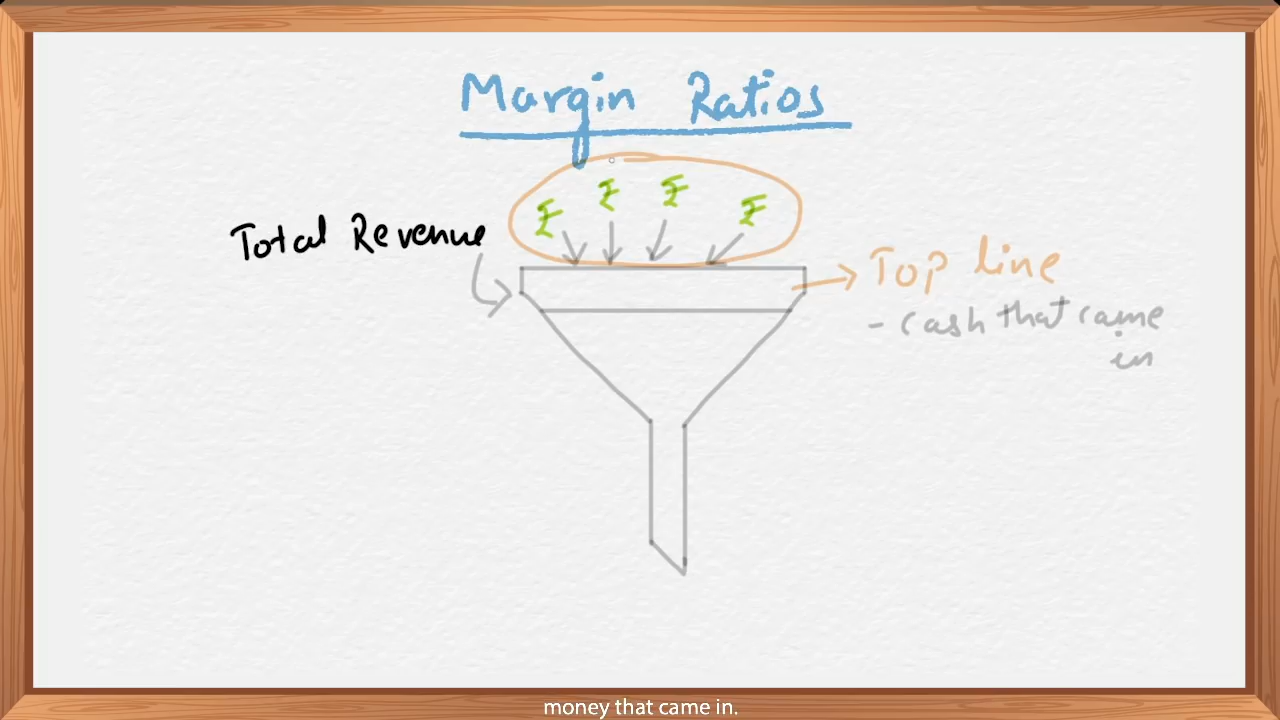 Margin Ratios
₹ ₹ ₹ ₹
Total Revenue
Top line
- cash that came
in
money that came in.